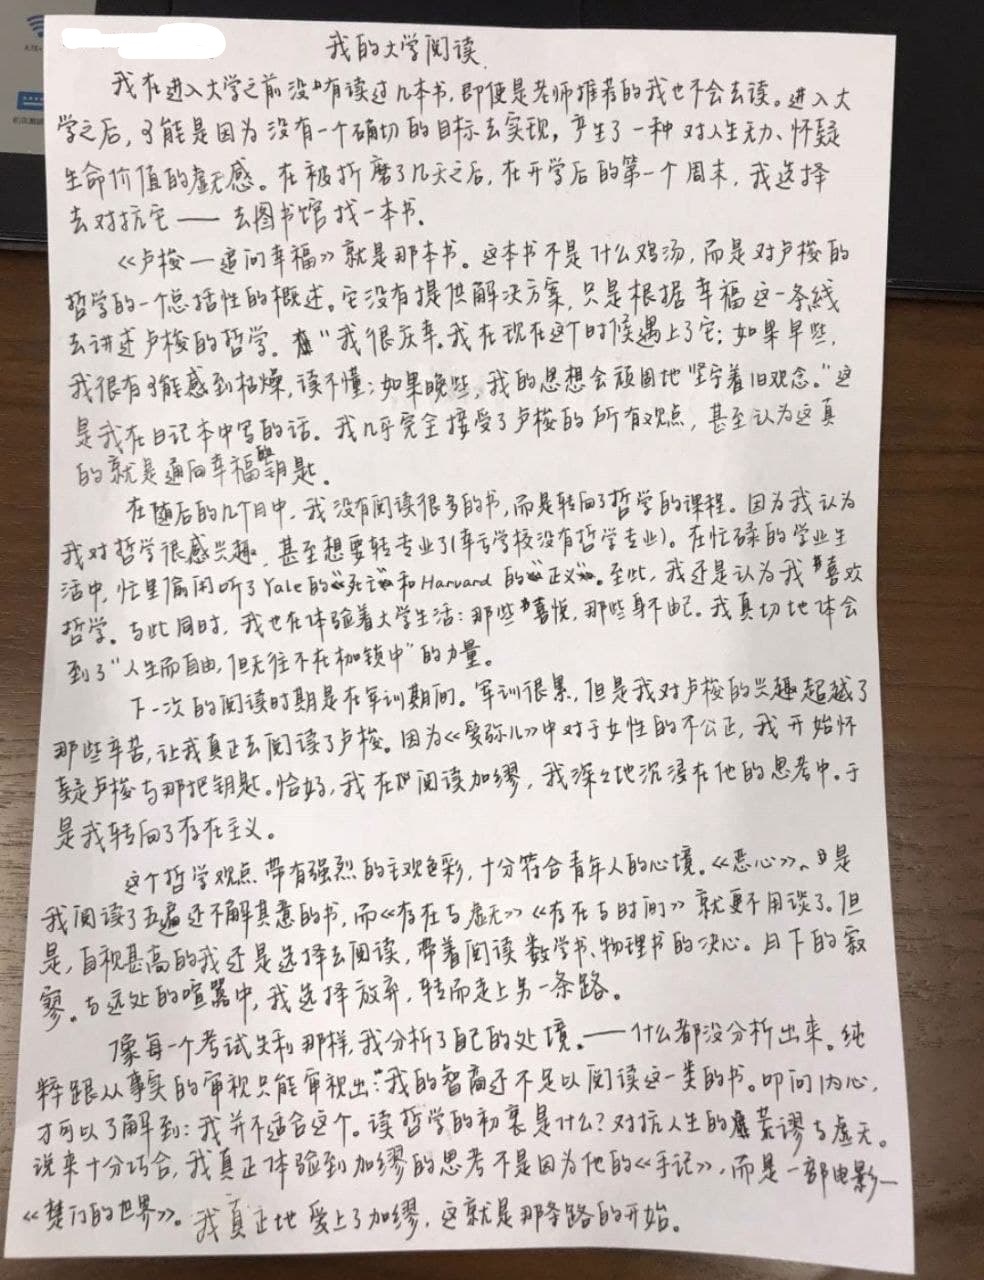 我的大学阅读
我在进入大学之前没有读过几本书,即便是老师推荐的我也不会去读。进入大
学之后,可能是因为没有一个确切的目标去实现,产生了一种对人生无力、怀疑
生命价值的虚无感。在被折磨了几天之后,在开学后的第一个周末,我选择
去对抗它——去图书馆找一本书。
《卢梭—追问幸福》就是那本书。这本书不是什么鸡汤,而是对卢梭的
哲学的一个总括性的概述。它没有提供解决方案,只是根据幸福这一条线
去讲述卢梭的哲学。"我很庆幸。我在现在这个时候遇上了它;如果早些,
我很有可能感到枯燥,读不懂;如果晚些,我的思想会顽固地坚守着旧观念。"这
是我在日记本中写的话。我几乎完全接受了卢梭的所有观点,甚至认为这真
的就是通向幸福的钥匙。
在随后的几个月中,我没有阅读很多的书,而是转向了哲学的课程。因为我认为
我对哲学很感兴趣,甚至想要转专业了(幸亏学校没有哲学专业)。在忙碌的学业生
活中,忙里偷闲听了Yale的"死亡"和Harvard的"正义"。至此,我还是认为我喜欢
哲学。与此同时,我也在体验着大学生活:那些喜悦,那些身不由己。我真切地体会
到了"人生而自由,但无往不在枷锁中"的力量。
下一次的阅读时期是在军训期间。军训很累,但是我对卢梭的兴趣超越了
那些辛苦,让我真正去阅读了卢梭。因为《爱弥儿》中对于女性的不公正,我开始怀
疑卢梭与那把钥匙。恰好,我在阅读加缪,我深深地沉浸在他的思考中。于
是我转向了存在主义。
这个哲学观点带有强烈的主观色彩,十分符合青年人的心境。《恶心》、是
我阅读了五遍还不解其意的书,而《存在与虚无》《存在与时间》就更不用谈了。但
是,自视甚高的我还是选择去阅读,带着阅读数学书、物理书的决心。月下的寂
寥。与远处的喧嚣中,我选择放弃,转而走上另一条路。
像每一个考试失利那样,我分析了自己的处境。——什么都没分析出来。纯
粹跟从事实的审视只能审视出:我的智商还不足以阅读这一类的书。叩问内心,
才可以了解到:我并不适合这个。读哲学的初衷是什么?对抗人生的荒谬与虚无。
说来十分巧合,我真正体验到加缪的思考不是因为他的《手记》,而是一部电影—
《楚门的世界》。我真正地爱上了加缪,这就是那条路的开始。